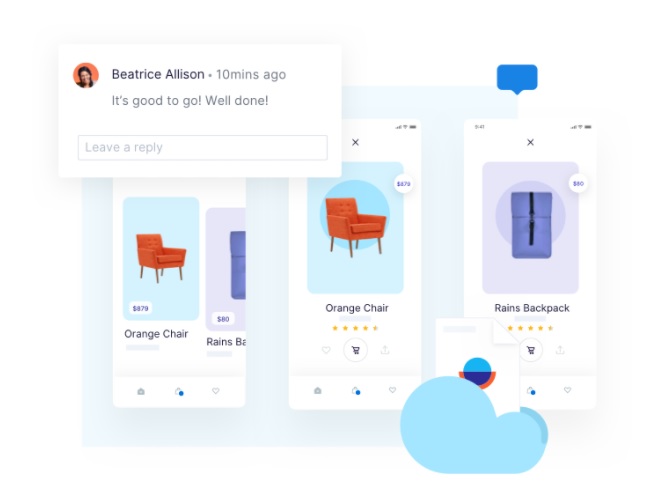 Beatrice Allison • 10mins ago
It's good to go! Well done!
Leave a reply
$879
Orange Chair
$80
Rains Ba
$879
Orange Chair
9:41
$80
Rains Backpack